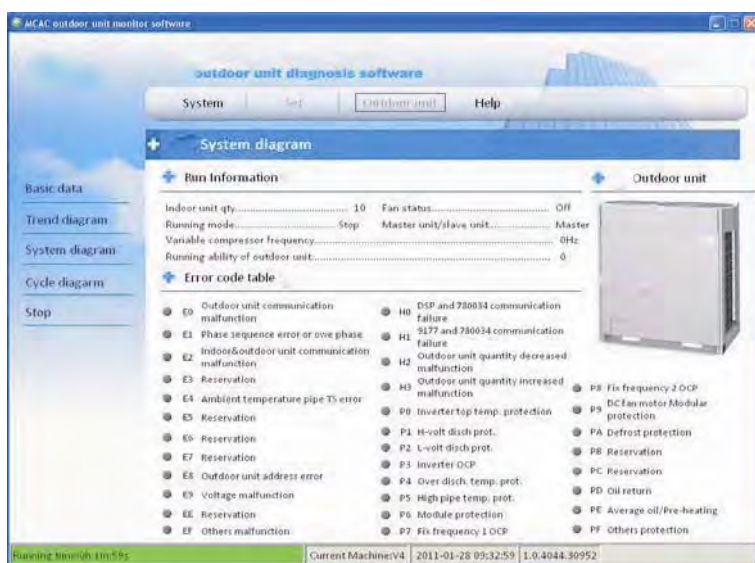 MCAC outdoor unit monitor software
outdoor unit diagnosis software
System Set Outdoor unit Help
System diagram
Basic data
Trend diagram
System diagram
Cycle diagarm
Stop
Run Information
Indoor unit qty 10 Fan status Off
Running mode Stop Master unit/slave unit Master
Variable compressor frequency 0Hz
Running ability of outdoor unit 0
Error code table
E0 Outdoor unit communication
malfunction
E1 Phase sequence error or owe phase
E2 Indoor&outdoor unit communication
malfunction
E3 Reservation
E4 Ambient temperature pipe T5 error
E5 Reservation
E6 Reservation
E7 Reservation
E8 Outdoor unit address error
E9 Voltage malfunction
EE Reservation
EF Others malfunction
H0 DSP and 780034 communication
failure
H1 9177 and 780034 communication
failure
H2 Outdoor unit quantity decreased
malfunction
H3 Outdoor unit quantity increased
malfunction
P0 Inverter top temp. protection
P1 H-volt disch prot.
P2 L-volt disch prot.
P3 Inverter OCP
P4 Over disch. temp. prot.
P5 High pipe temp. prot.
P6 Module protection
P7 Fix frequency 1 OCP
Outdoor unit
P8 Fix frequency 2 OCP
P9 DC fan motor Modular
protection
PA Defrost protection
PB Reservation
PC Reservation
PD Oil return
PE Average oil/Pre-heating
PF Others protection
Running Current Machine:V4 2011-01-28 09:32:59 1.0.4044.30952